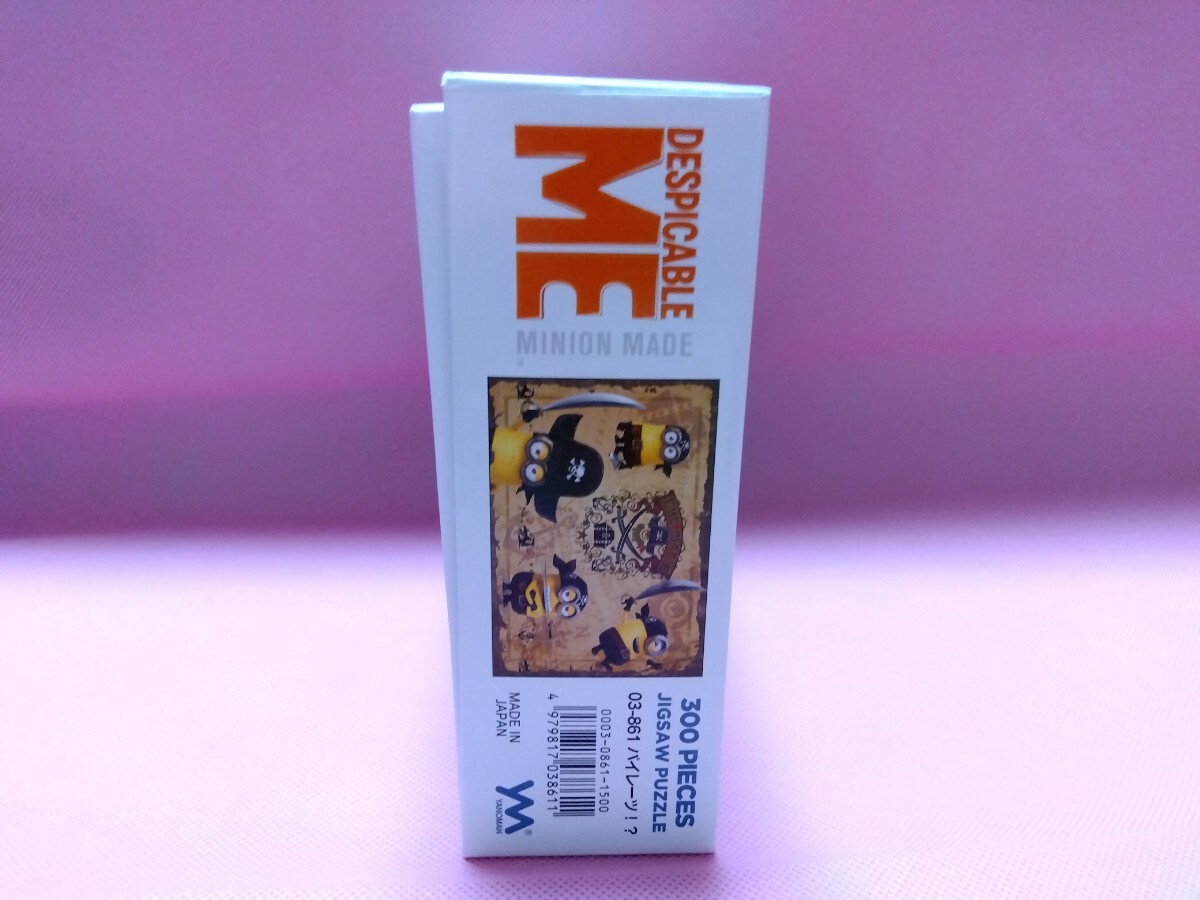 DESPICABLE
ME
MINION MADE
300 PIECES
JIGSAW PUZZLE
03-861 パイレーツ！？
0003-0861-1500
4 979817 038611
MADE IN
JAPAN
YM®
YANOMAN